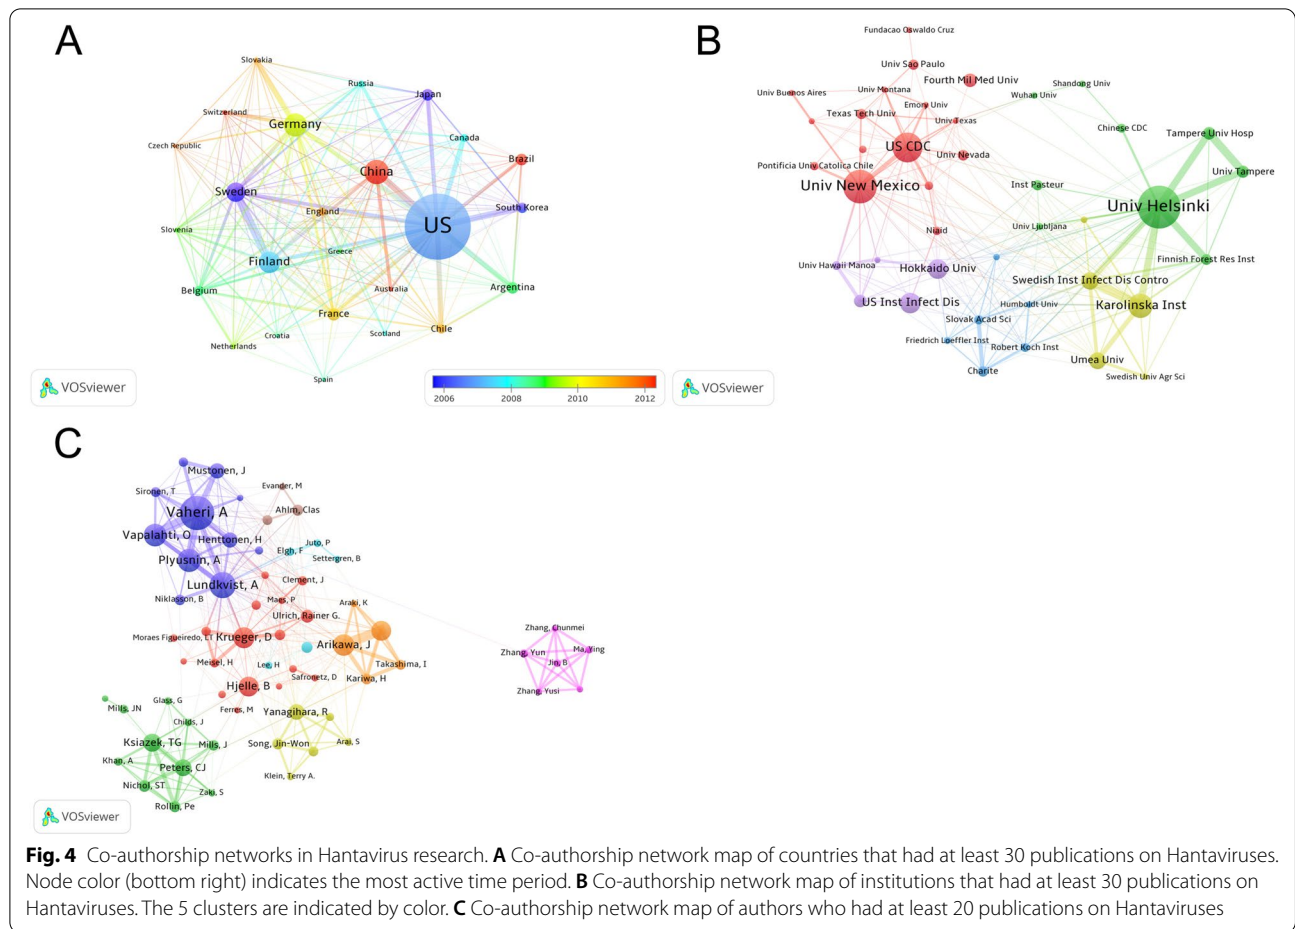 A
Slovakia
Russia
Japan
Switzerland
Germany
Canada
Czech Republic
China
Brazil
Sweden
England
US
South Korea
Slovenia
Greece
Finland
Belgium
Australia
Argentina
France
Chile
Croatia
Scotland
Netherlands
Spain
VOSviewer
2006 2008 2010 2012
B
Fundacao Oswaldo Cruz
Univ Sao Paulo
Fourth Mil Med Univ
Shandong Univ
Univ Buenos Aires
Univ Montana
Wuhan Univ
Emory Univ
Texas Tech Univ
Univ Texas
Chinese CDC
Tampere Univ Hosp
US CDC
Univ Nevada
Pontificia Univ Catolica Chile
Univ Tampere
Univ New Mexico
Inst Pasteur
Univ Helsinki
Niaid
Univ Ljubljana
Univ Hawaii Manoa
Hokkaido Univ
Finnish Forest Res Inst
Swedish Inst Infect Dis Contro
US Inst Infect Dis
Humboldt Univ
Karolinska Inst
Slovak Acad Sci
Friedrich Loeffler Inst
Robert Koch Inst
Umea Univ
Charite
Swedish Univ Agr Sci
VOSviewer
C
Mustonen, J
Sironen, T
Evander, M
Vaheri, A
Ahlm, Clas
Vapalahti, O
Henttonen, H
Juto, P
Elgh, F
Plyusnin, A
Settergren, B
Lundkvist, A
Clement, J
Niklasson, B
Maes, P
Araki, K
Ulrich, Rainer G.
Zhang, Chunmei
Moraes Figueiredo, LT
Krueger, D
Arikawa, J
Zhang, Yun
Ma, Ying
Meisel, H
Lee, H
Takashima, I
Jin, B
Safronetz, D
Kariwa, H
Hjelle, B
Zhang, Yusi
Glass, G
Mills, JN
Ferres, M
Yanagihara, R
Childs, J
Ksiazek, TG
Mills, J
Song, Jin-Won
Arai, S
Khan, A
Peters, CJ
Klein, Terry A.
Nichol, ST
Zaki, S
Rollin, Pe
VOSviewer
Fig. 4 Co-authorship networks in Hantavirus research. A Co-authorship network map of countries that had at least 30 publications on Hantaviruses.
Node color (bottom right) indicates the most active time period. B Co-authorship network map of institutions that had at least 30 publications on
Hantaviruses. The 5 clusters are indicated by color. C Co-authorship network map of authors who had at least 20 publications on Hantaviruses